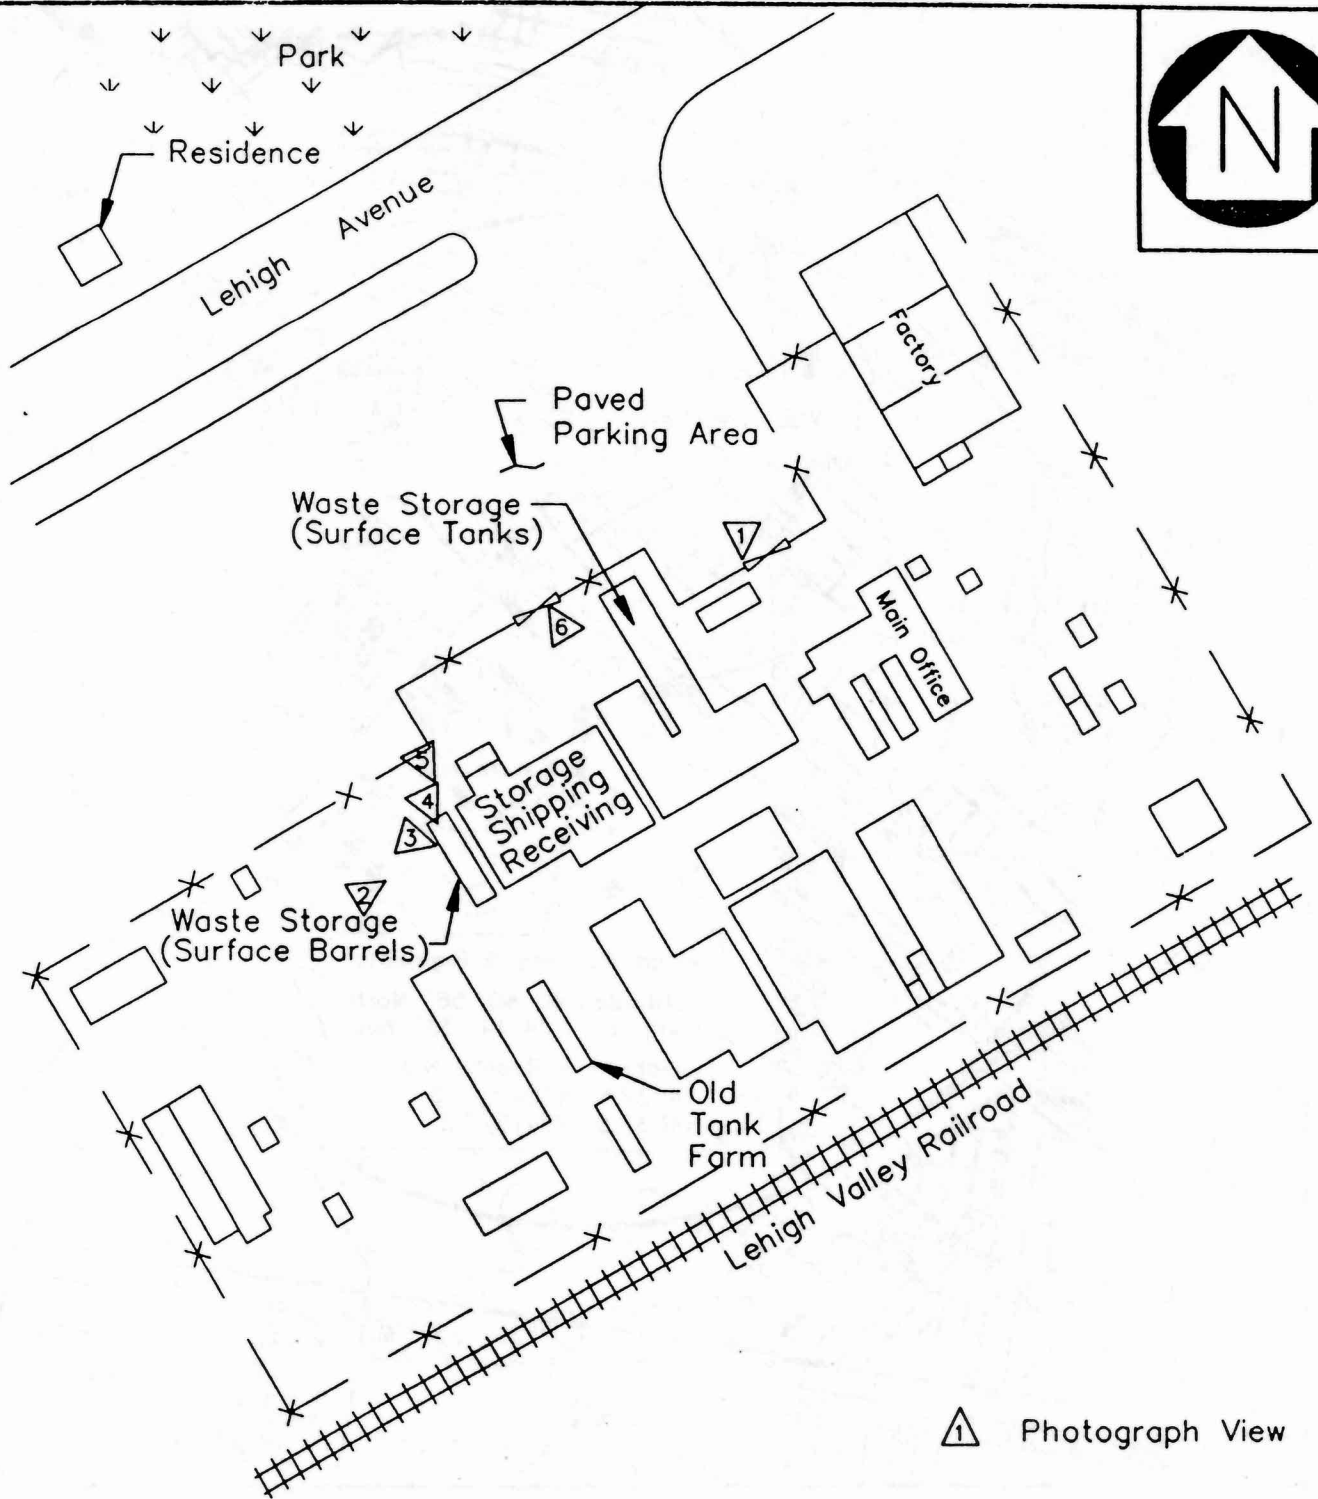 Park
N
Residence
Lehigh Avenue
Factory
Paved
Parking Area
Waste Storage
(Surface Tanks)
1
6
Main Office
5
4
3
2
Storage
Shipping
Receiving
Waste Storage
(Surface Barrels)
Old
Tank
Farm
Lehigh Valley Railroad
1 Photograph View